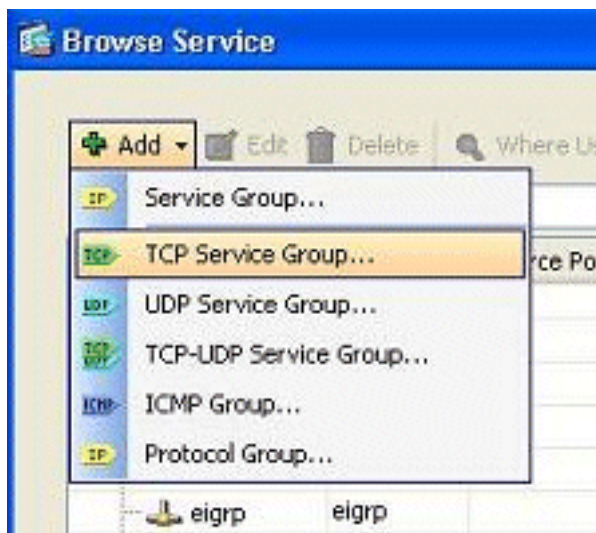 Browse Service
Add Edit Delete Where Us
IP Service Group...
TCP TCP Service Group... rce Po
UDP UDP Service Group...
TCP UDP TCP-UDP Service Group...
ICMP ICMP Group...
IP Protocol Group...
eigrp eigrp